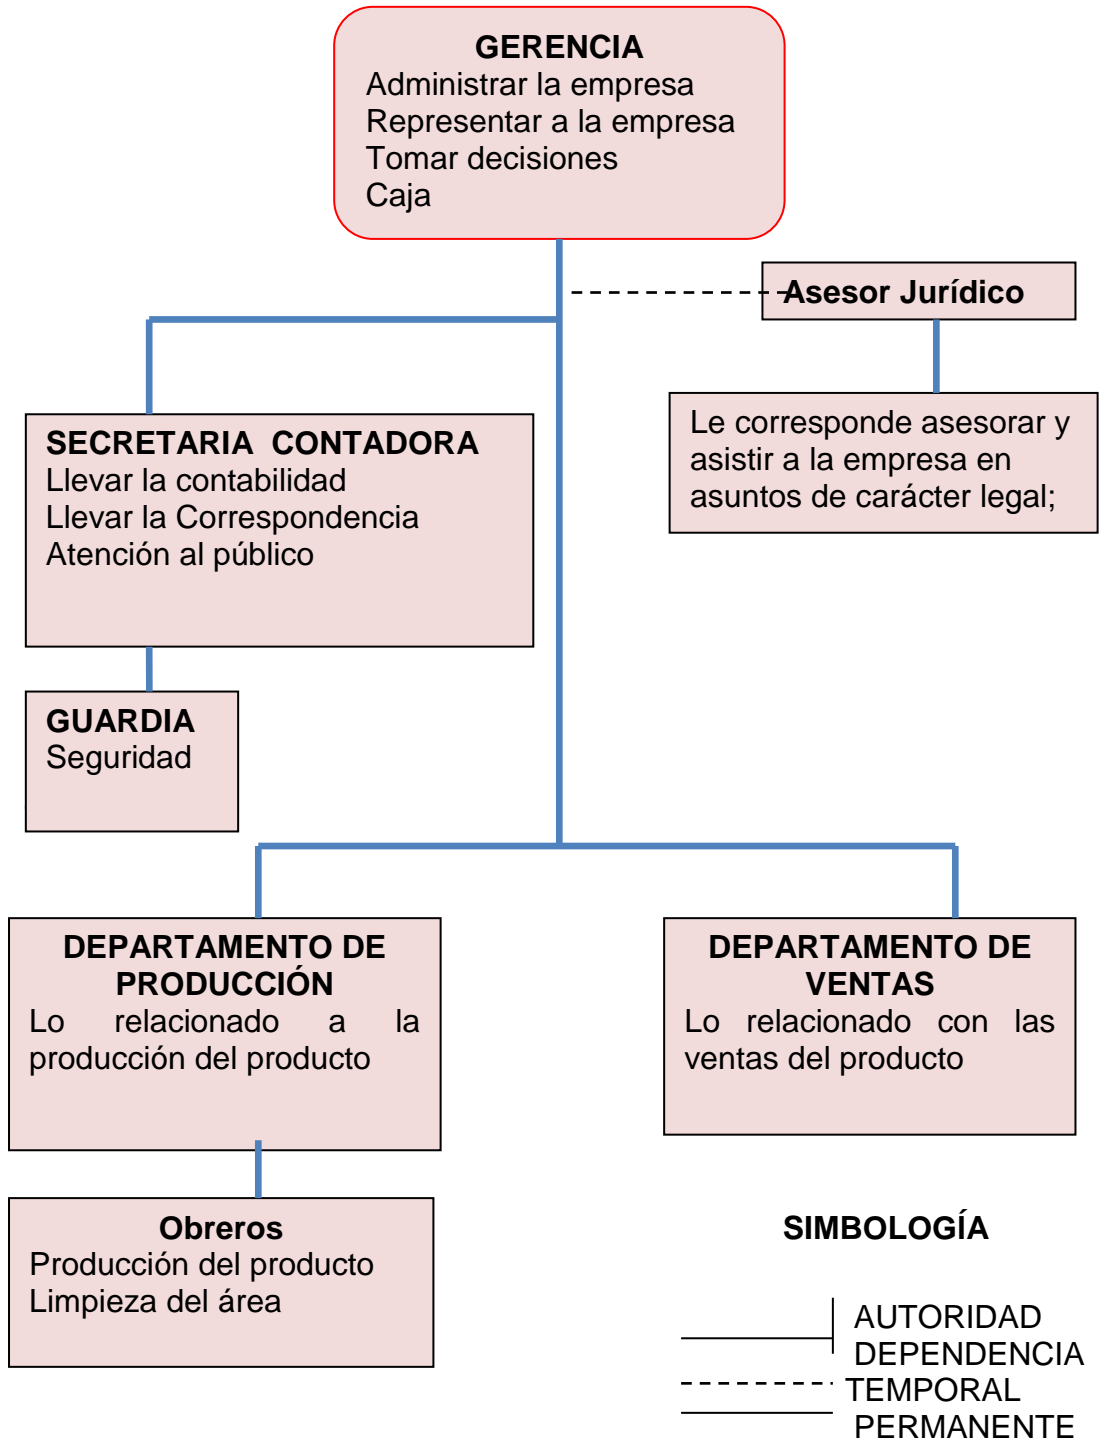 GERENCIA
Administrar la empresa
Representar a la empresa
Tomar decisiones
Caja
Asesor Jurídico
Le corresponde asesorar y
asistir a la empresa en
asuntos de carácter legal;
SECRETARIA CONTADORA
Llevar la contabilidad
Llevar la Correspondencia
Atención al público
GUARDIA
Seguridad
DEPARTAMENTO DE
PRODUCCIÓN
Lo relacionado a la
producción del producto
DEPARTAMENTO DE
VENTAS
Lo relacionado con las
ventas del producto
Obreros
Producción del producto
Limpieza del área
SIMBOLOGÍA
AUTORIDAD
DEPENDENCIA
TEMPORAL
PERMANENTE